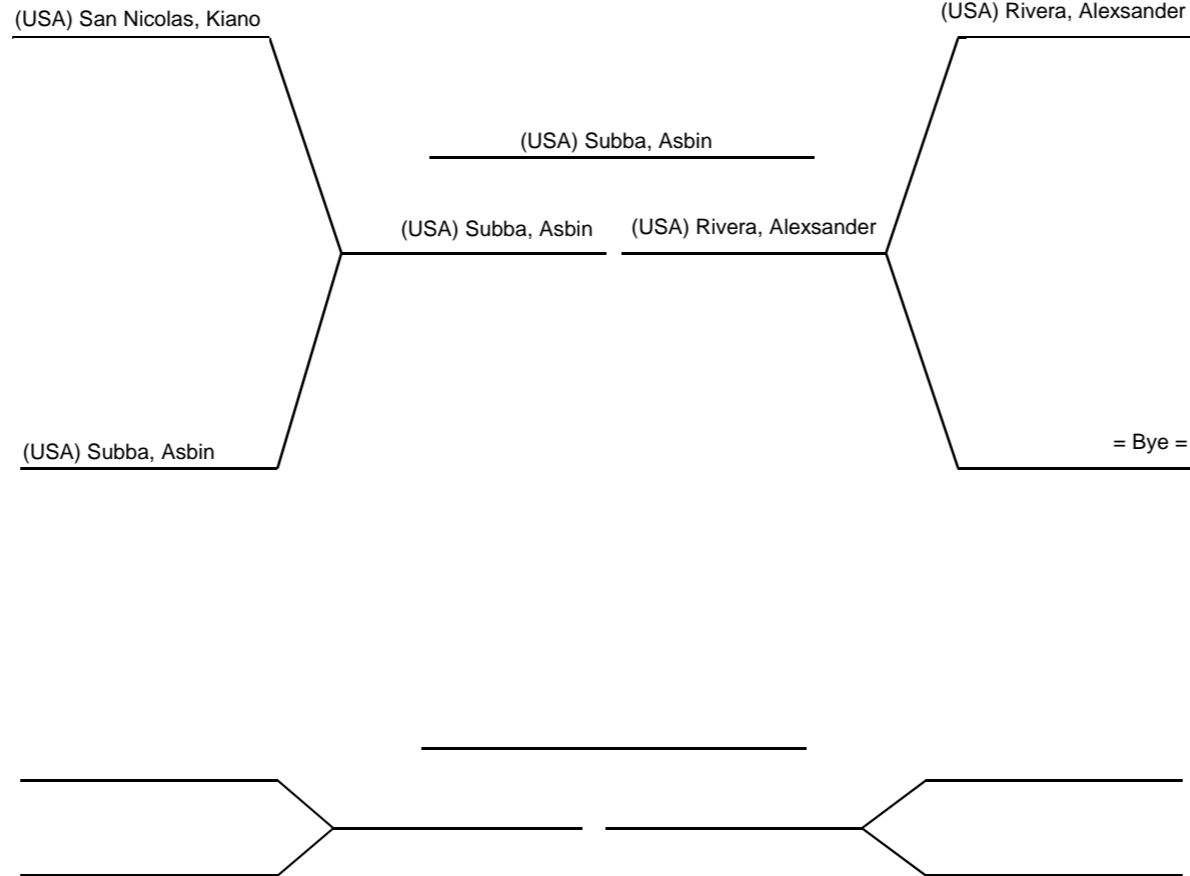 (USA) San Nicolas, Kiano
(USA) Rivera, Alexsander
(USA) Subba, Asbin
(USA) Subba, Asbin
(USA) Rivera, Alexsander
(USA) Subba, Asbin
= Bye =